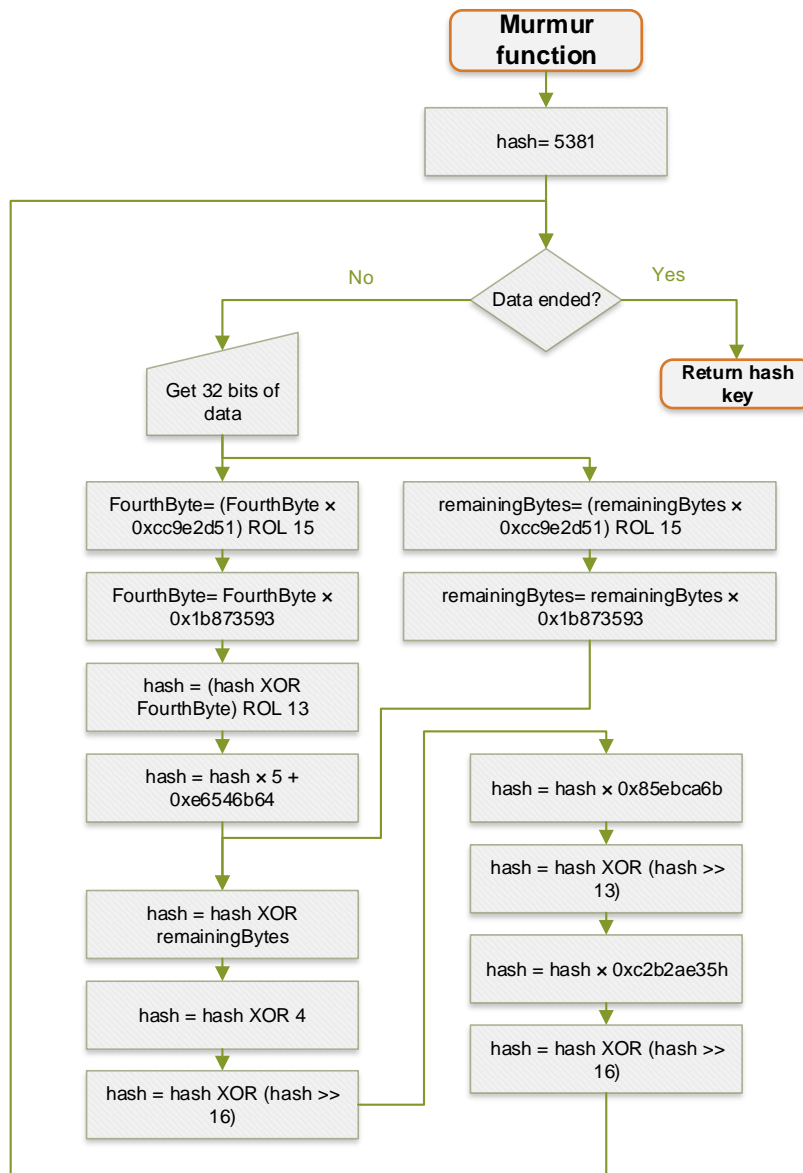 Murmur
function
hash= 5381
No
Data ended?
Yes
Get 32 bits of
data
Return hash
key
FourthByte= (FourthByte ×
0xcc9e2d51) ROL 15
remainingBytes= (remainingBytes ×
0xcc9e2d51) ROL 15
FourthByte= FourthByte ×
0x1b873593
remainingBytes= remainingBytes ×
0x1b873593
hash = (hash XOR
FourthByte) ROL 13
hash = hash × 5 +
0xe6546b64
hash = hash XOR
remainingBytes
hash = hash XOR 4
hash = hash XOR (hash >>
16)
hash = hash × 0x85ebca6b
hash = hash XOR (hash >>
13)
hash = hash × 0xc2b2ae35h
hash = hash XOR (hash >>
16)